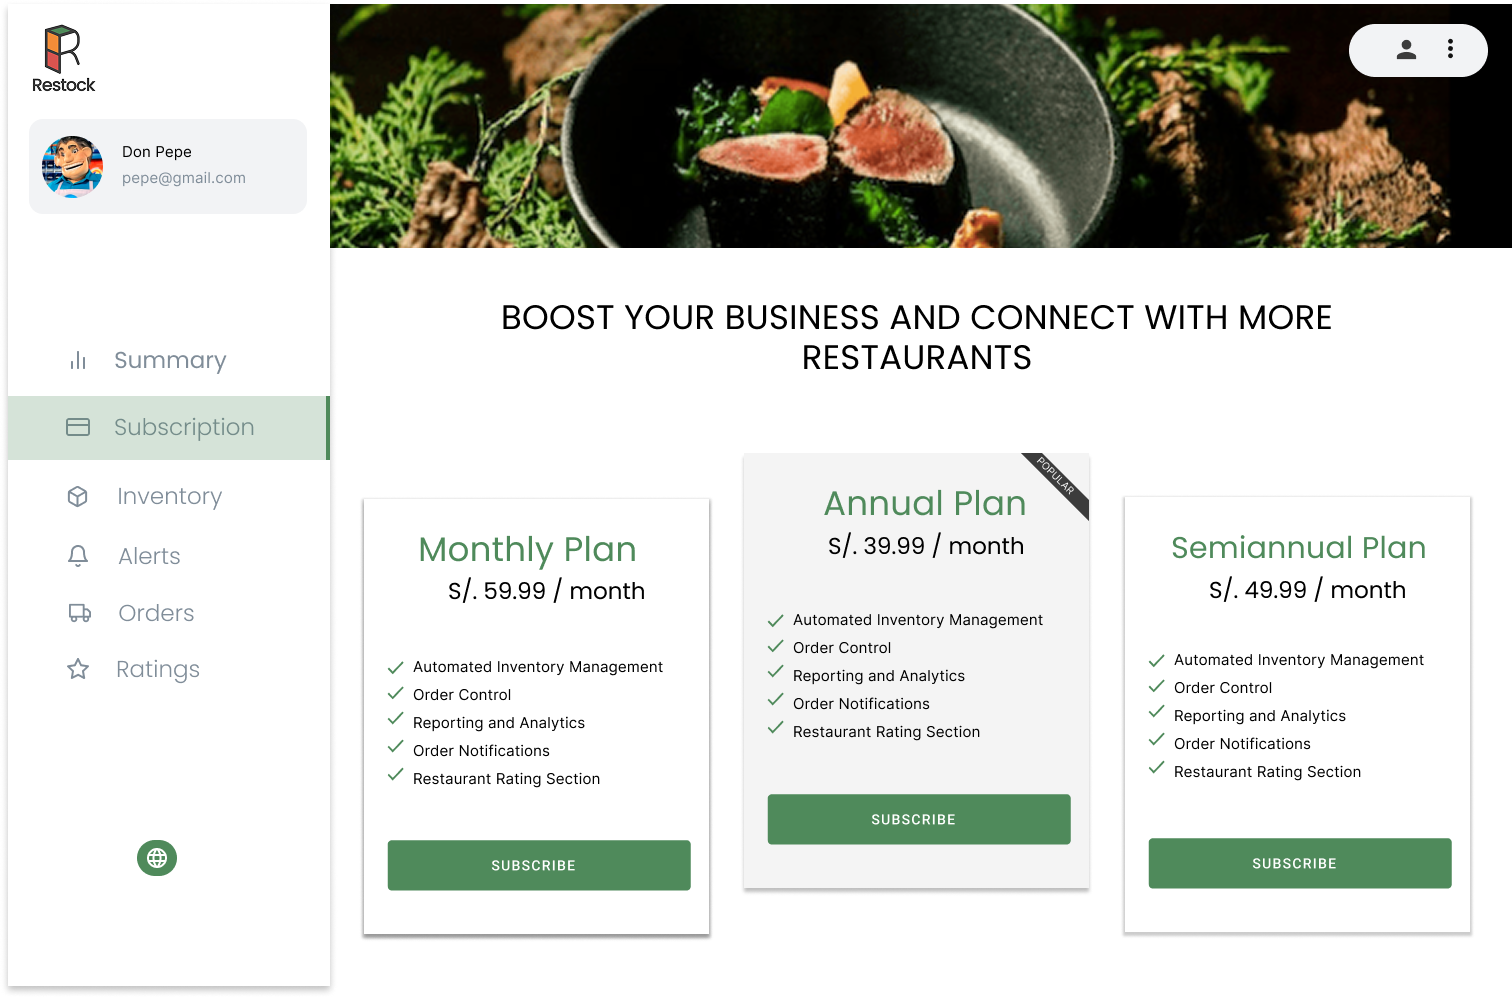 Restock
Don Pepe
pepe@gmail.com
Summary
Subscription
Inventory
Alerts
Orders
Ratings
BOOST YOUR BUSINESS AND CONNECT WITH MORE
RESTAURANTS
Monthly Plan
S/. 59.99 / month
Automated Inventory Management
Order Control
Reporting and Analytics
Order Notifications
Restaurant Rating Section
SUBSCRIBE
POPULAR
Annual Plan
S/. 39.99 / month
Automated Inventory Management
Order Control
Reporting and Analytics
Order Notifications
Restaurant Rating Section
SUBSCRIBE
Semiannual Plan
S/. 49.99 / month
Automated Inventory Management
Order Control
Reporting and Analytics
Order Notifications
Restaurant Rating Section
SUBSCRIBE